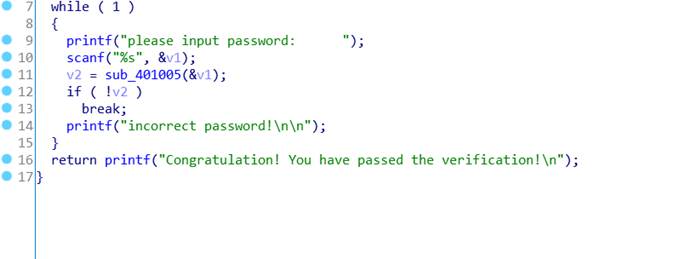 7 while ( 1 )
8 {
9 printf("please input password:      ");
10 scanf("%s", &v1);
11 v2 = sub_401005(&v1);
12 if ( !v2 )
13 break;
14 printf("incorrect password!\n\n");
15 }
16 return printf("Congratulation! You have passed the verification!\n");
17 }